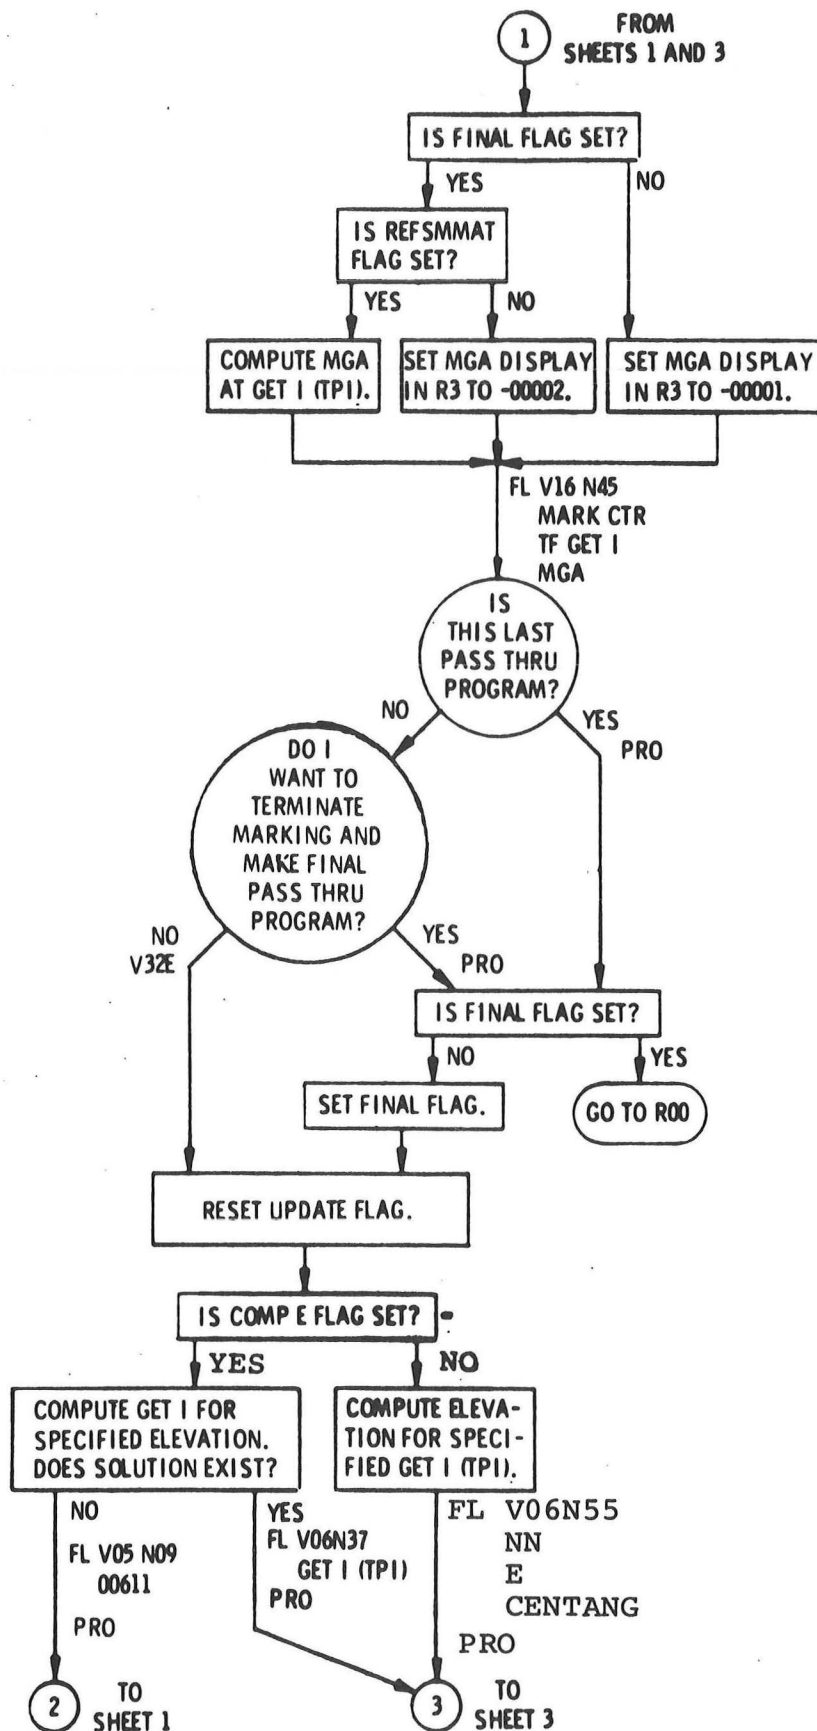 1
FROM
SHEETS 1 AND 3
IS FINAL FLAG SET?
YES
NO
IS REFSMMAT
FLAG SET?
YES
NO
COMPUTE MGA
AT GET I (TPI).
SET MGA DISPLAY
IN R3 TO -00002.
SET MGA DISPLAY
IN R3 TO -00001.
FL V16 N45
MARK CTR
TF GET I
MGA
IS
THIS LAST
PASS THRU
PROGRAM?
NO
YES
PRO
DO I
WANT TO
TERMINATE
MARKING AND
MAKE FINAL
PASS THRU
PROGRAM?
NO
V32E
YES
PRO
IS FINAL FLAG SET?
NO
YES
SET FINAL FLAG.
GO TO R00
RESET UPDATE FLAG.
IS COMP E FLAG SET?
YES
NO
COMPUTE GET I FOR
SPECIFIED ELEVATION.
DOES SOLUTION EXIST?
COMPUTE ELEVA-
TION FOR SPECI-
FIED GET I (TPI).
NO
FL V05 N09
00611
PRO
YES
FL V06N37
GET I (TPI)
PRO
FL V06N55
NN
E
CENTANG
PRO
2
TO
SHEET 1
3
TO
SHEET 3